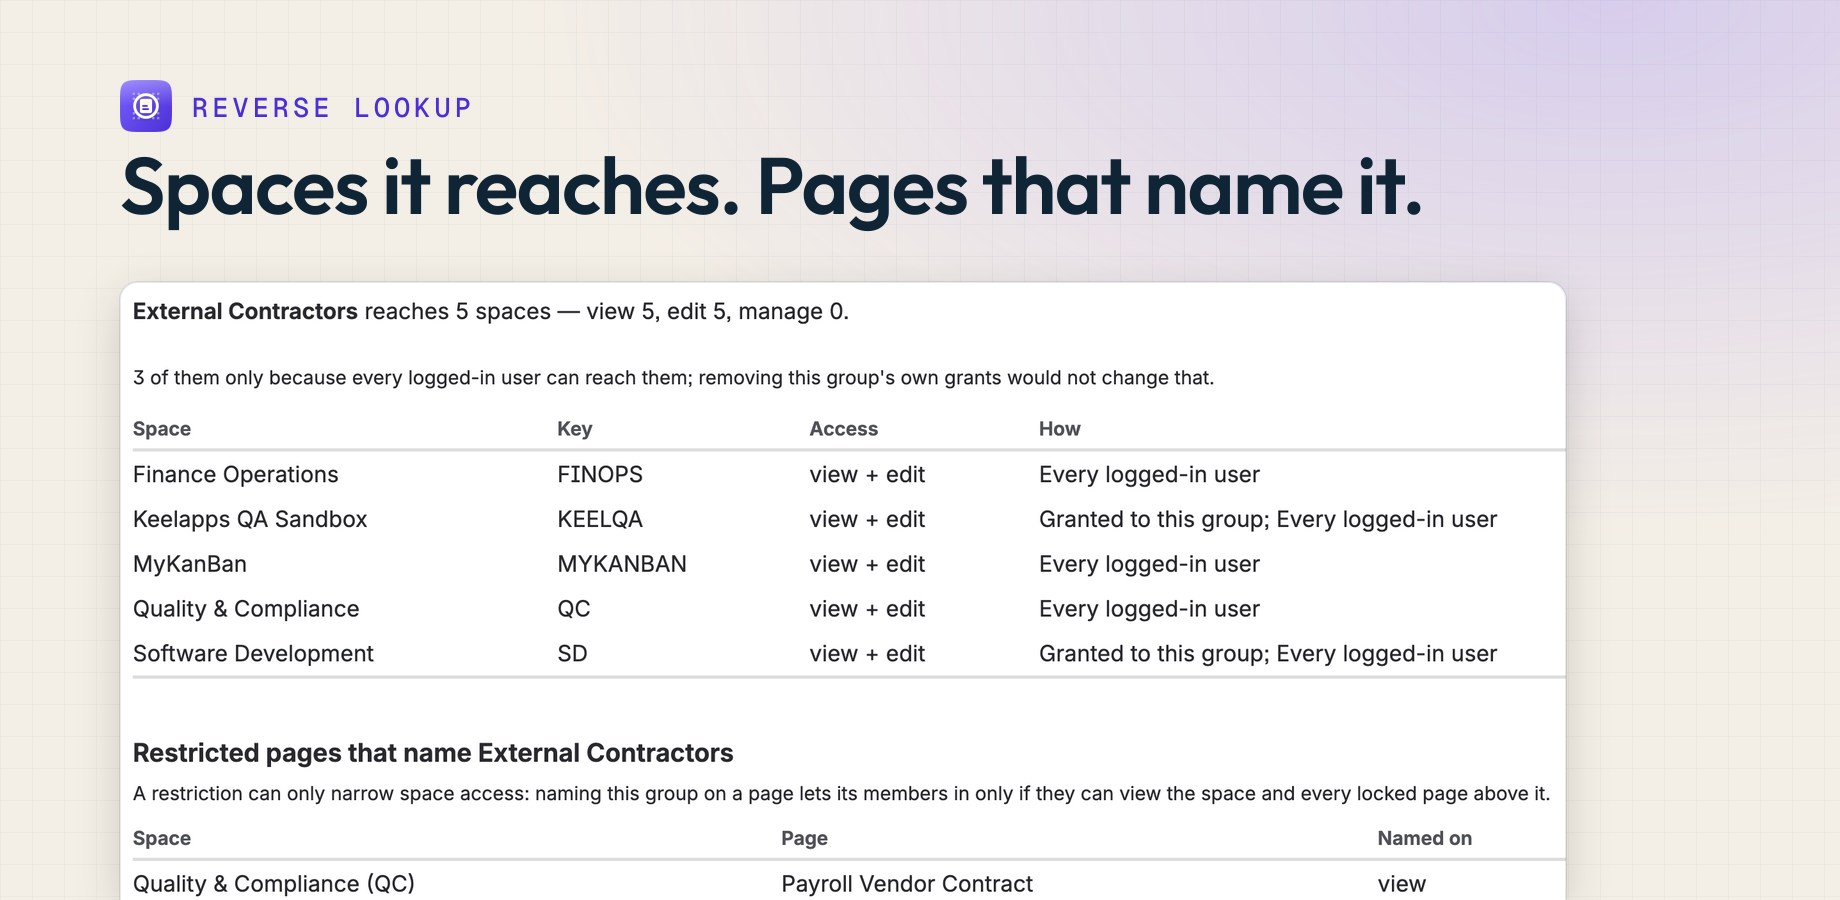 REVERSE LOOKUP
Spaces it reaches. Pages that name it.
External Contractors reaches 5 spaces — view 5, edit 5, manage 0.
3 of them only because every logged-in user can reach them; removing this group's own grants would not change that.
Space Key Access How
Finance Operations FINOPS view + edit Every logged-in user
Keelapps QA Sandbox KEELQA view + edit Granted to this group; Every logged-in user
MyKanBan MYKANBAN view + edit Every logged-in user
Quality & Compliance QC view + edit Every logged-in user
Software Development SD view + edit Granted to this group; Every logged-in user
Restricted pages that name External Contractors
A restriction can only narrow space access: naming this group on a page lets its members in only if they can view the space and every locked page above it.
Space Page Named on
Quality & Compliance (QC) Payroll Vendor Contract view